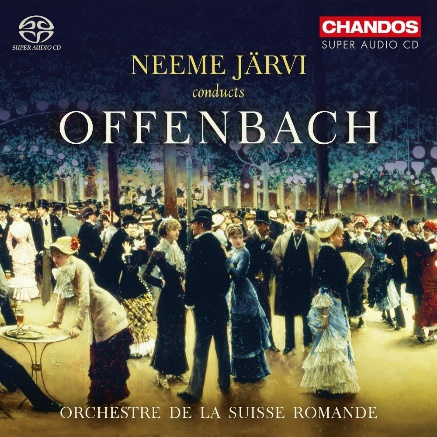 SUPER AUDIO CD
CHANDOS
SUPER AUDIO CD
NEEME JÄRVI
conducts
OFFENBACH
ORCHESTRE DE LA SUISSE ROMANDE